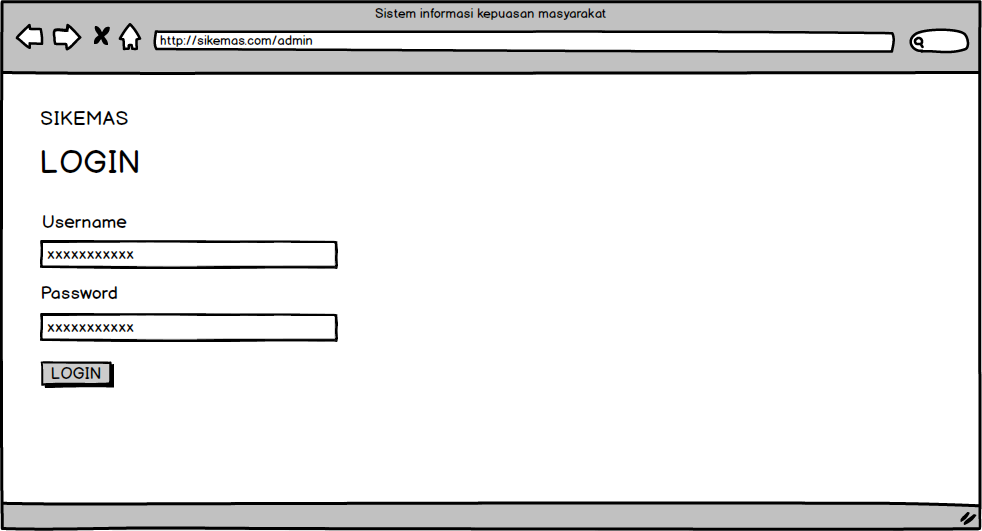 Sistem informasi kepuasan masyarakat
http://sikemas.com/admin
SIKEMAS
LOGIN
Username
xxxxxxxxxxx
Password
xxxxxxxxxxx
LOGIN